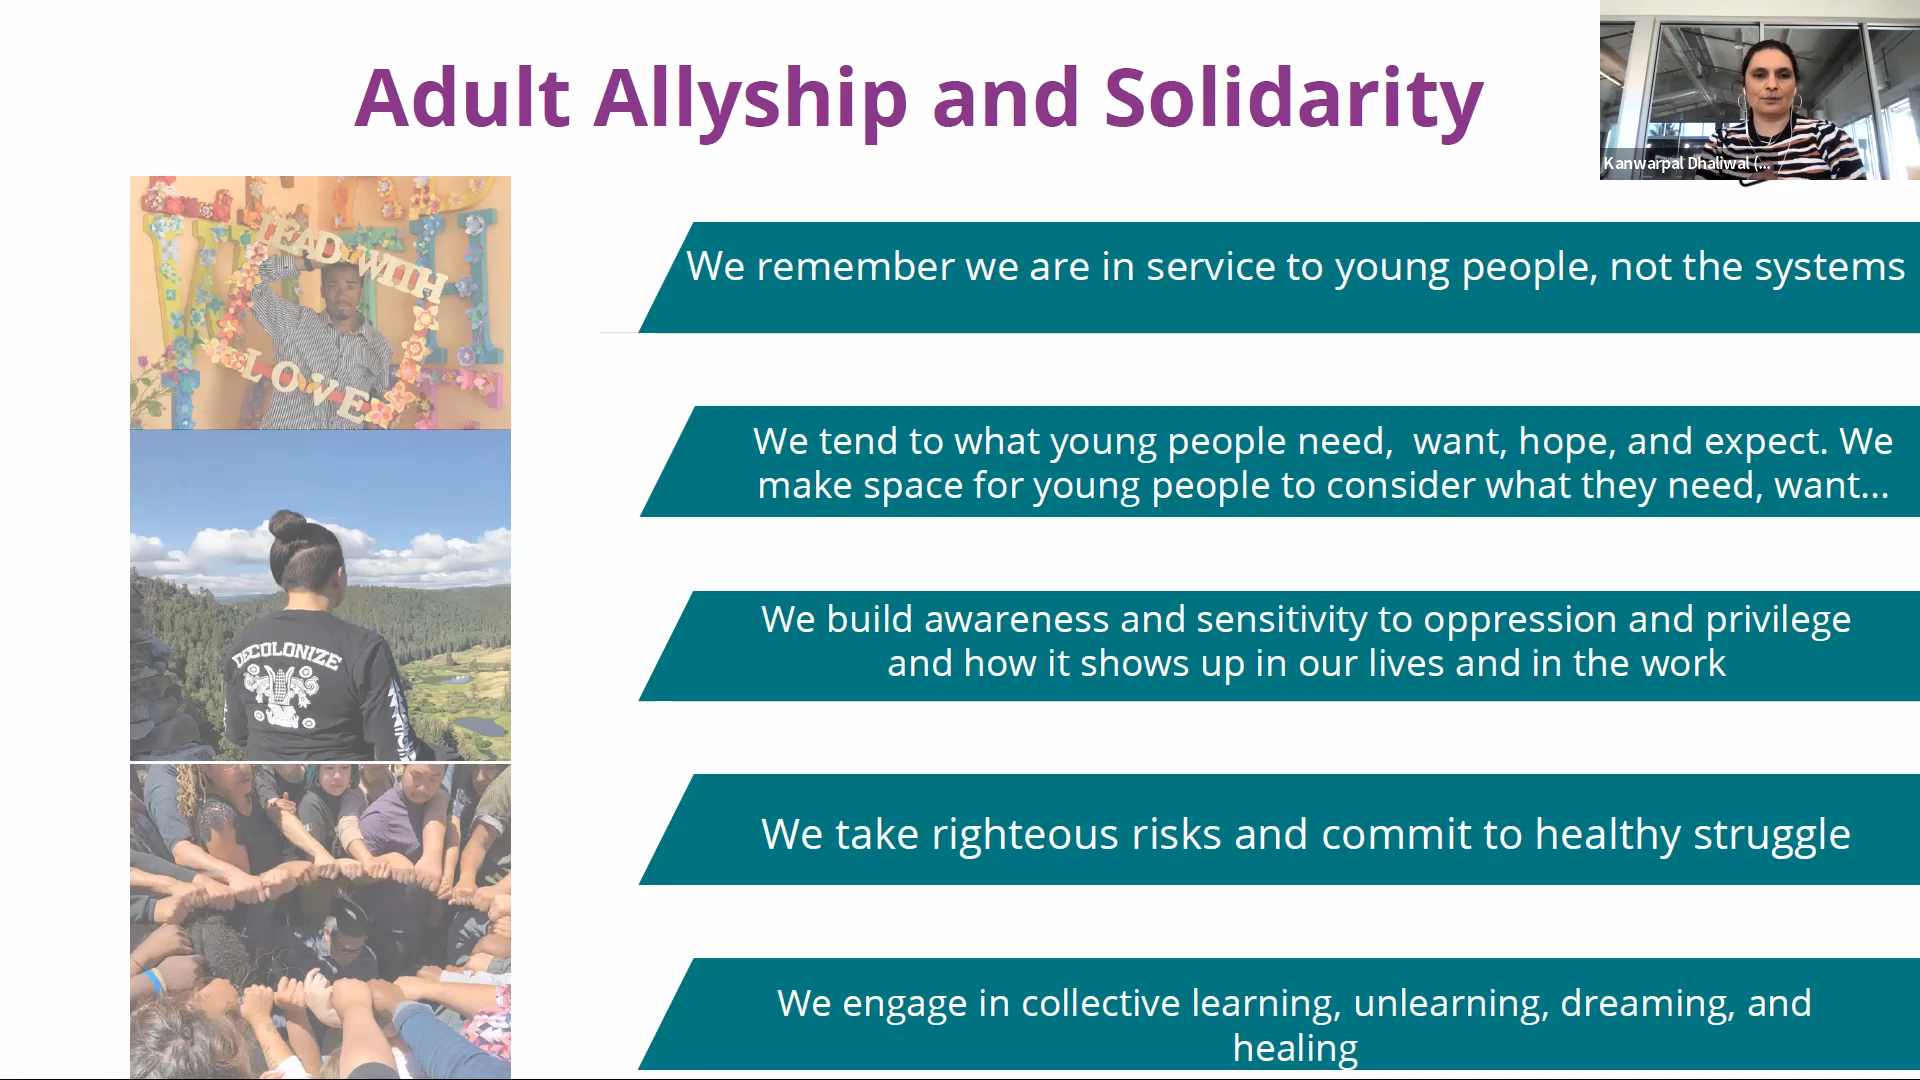 Adult Allyship and Solidarity
Kanwarpal Dhaliwal (...
LEAD WITH
LOVE
We remember we are in service to young people, not the systems
We tend to what young people need,  want, hope, and expect. We
make space for young people to consider what they need, want...
DECOLONIZE
We build awareness and sensitivity to oppression and privilege
and how it shows up in our lives and in the work
We take righteous risks and commit to healthy struggle
We engage in collective learning, unlearning, dreaming, and
healing